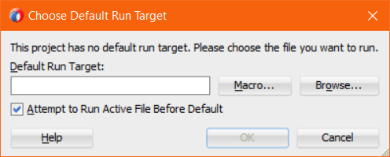 Choose Default Run Target
This project has no default run target. Please choose the file you want to run.
Default Run Target:
Macro... Browse...
Attempt to Run Active File Before Default
Help OK Cancel